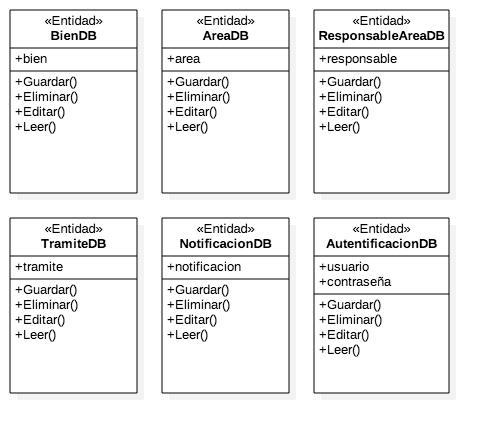 «Entidad»
BienDB
+bien
+Guardar()
+Eliminar()
+Editar()
+Leer()
«Entidad»
AreaDB
+area
+Guardar()
+Eliminar()
+Editar()
+Leer()
«Entidad»
ResponsableAreaDB
+responsable
+Guardar()
+Eliminar()
+Editar()
+Leer()
«Entidad»
TramiteDB
+tramite
+Guardar()
+Eliminar()
+Editar()
+Leer()
«Entidad»
NotificacionDB
+notificacion
+Guardar()
+Eliminar()
+Editar()
+Leer()
«Entidad»
AutentificacionDB
+usuario
+contraseña
+Guardar()
+Eliminar()
+Editar()
+Leer()